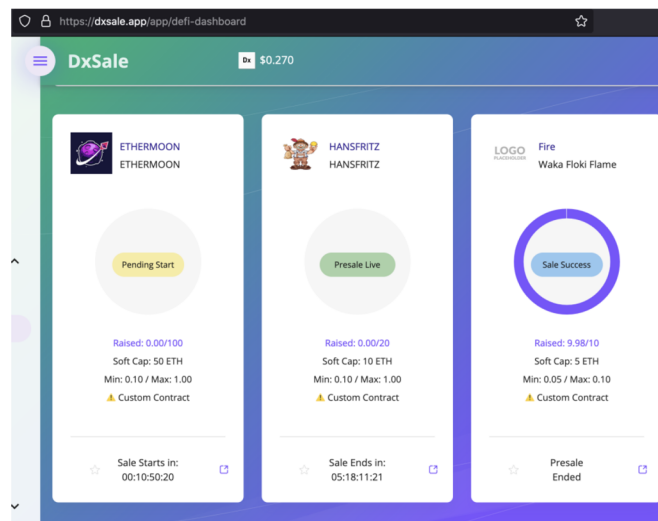 https://dxsale.app/app/defi-dashboard
DxSale
Dx $0.270
ETHERMOON
ETHERMOON
Pending Start
Raised: 0.00/100
Soft Cap: 50 ETH
Min: 0.10 / Max: 1.00
⚠️ Custom Contract
Sale Starts in:
00:10:50:20
HANSFRITZ
HANSFRITZ
Presale Live
Raised: 0.00/20
Soft Cap: 10 ETH
Min: 0.10 / Max: 1.00
⚠️ Custom Contract
Sale Ends in:
05:18:11:21
LOGO
PLACEHOLDER
Fire
Waka Floki Flame
Sale Success
Raised: 9.98/10
Soft Cap: 5 ETH
Min: 0.05 / Max: 0.10
⚠️ Custom Contract
Presale
Ended